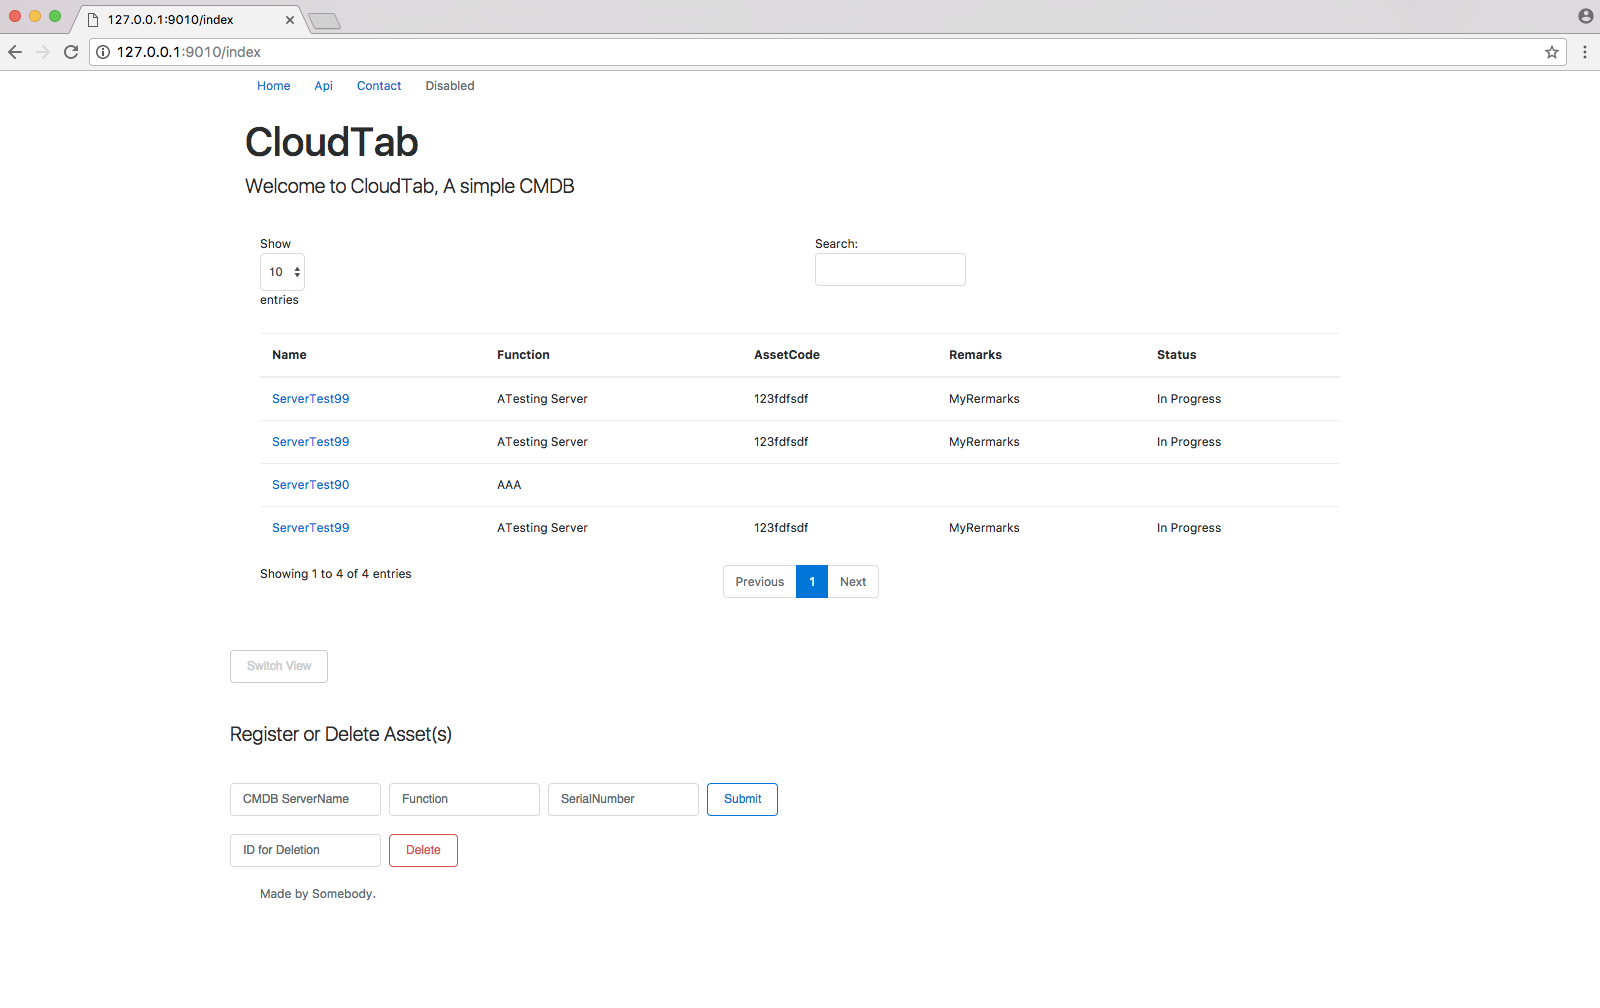 127.0.0.1:9010/index
127.0.0.1:9010/index
Home Api Contact Disabled
CloudTab
Welcome to CloudTab, A simple CMDB
Show Search:
10
entries
Name Function AssetCode Remarks Status
ServerTest99 ATesting Server 123fdfsdf MyRermarks In Progress
ServerTest99 ATesting Server 123fdfsdf MyRermarks In Progress
ServerTest90 AAA
ServerTest99 ATesting Server 123fdfsdf MyRermarks In Progress
Showing 1 to 4 of 4 entries Previous 1 Next
Switch View
Register or Delete Asset(s)
CMDB ServerName Function SerialNumber Submit
ID for Deletion Delete
Made by Somebody.